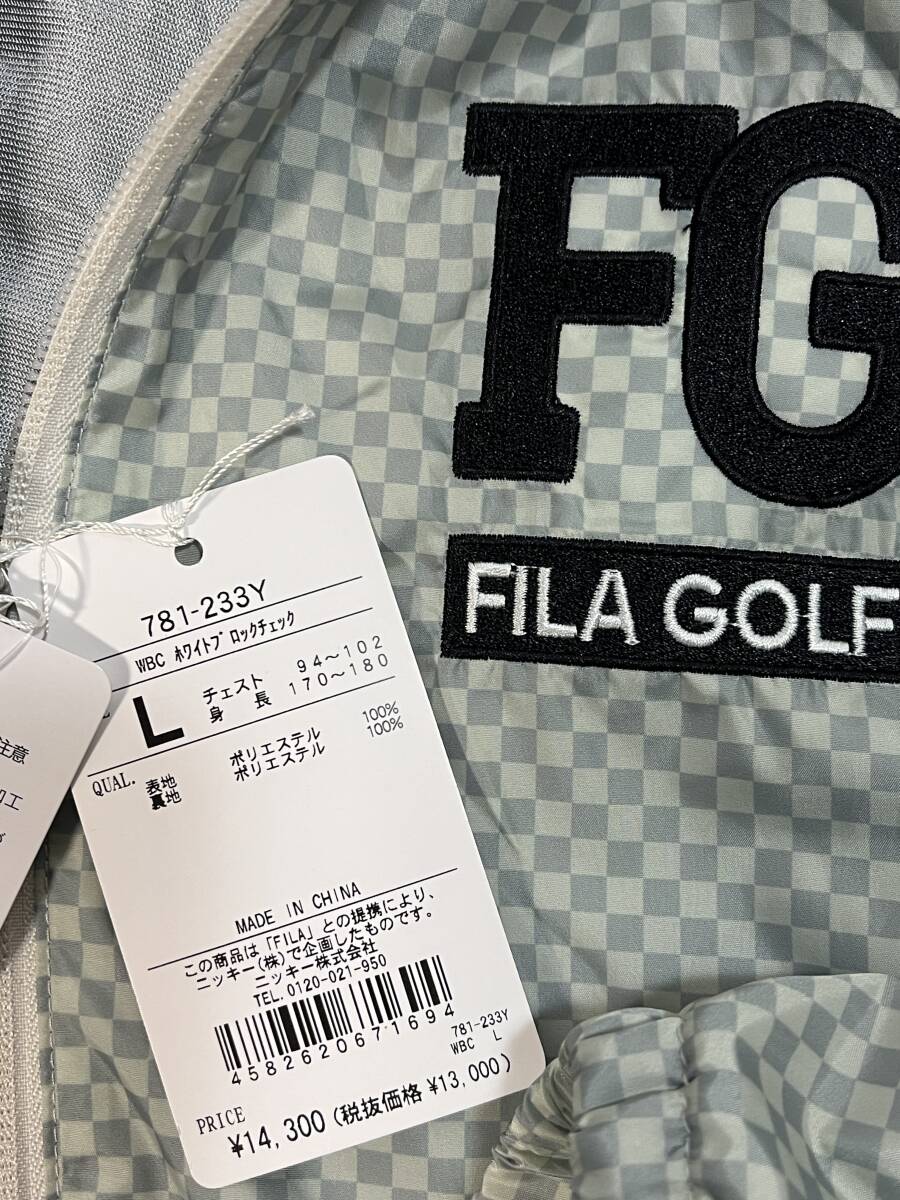 FG
FILA GOLF
781-233Y
WBC ホワイトブロックチェック
L
チェスト 94～102
身 長 170～180
QUAL. 表地 ポリエステル 100%
裏地 ポリエステル 100%
MADE IN CHINA
この商品は「FILA」との提携により、
ニッキー(株)で企画したものです。
ニッキー株式会社
TEL.0120-021-950
4582620671694
781-233Y
WBC L
PRICE
¥14,300(税抜価格 ¥13,000)
注意
加工